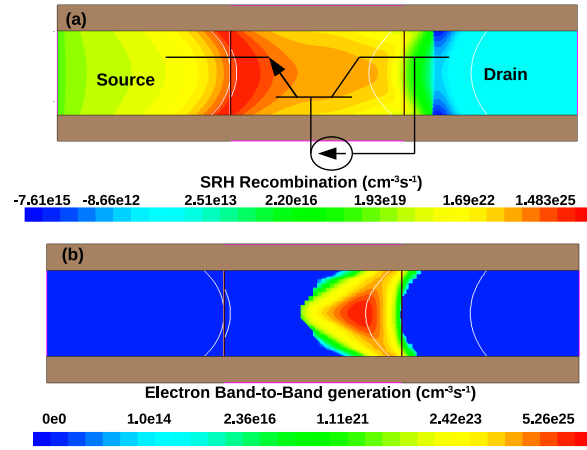 (a)
Source
Drain
SRH Recombination (cm⁻³s⁻¹)
-7.61e15 -8.66e12 2.51e13 2.20e16 1.93e19 1.69e22 1.483e25
(b)
Electron Band-to-Band generation (cm⁻³s⁻¹)
0e0 1.0e14 2.36e16 1.11e21 2.42e23 5.26e25